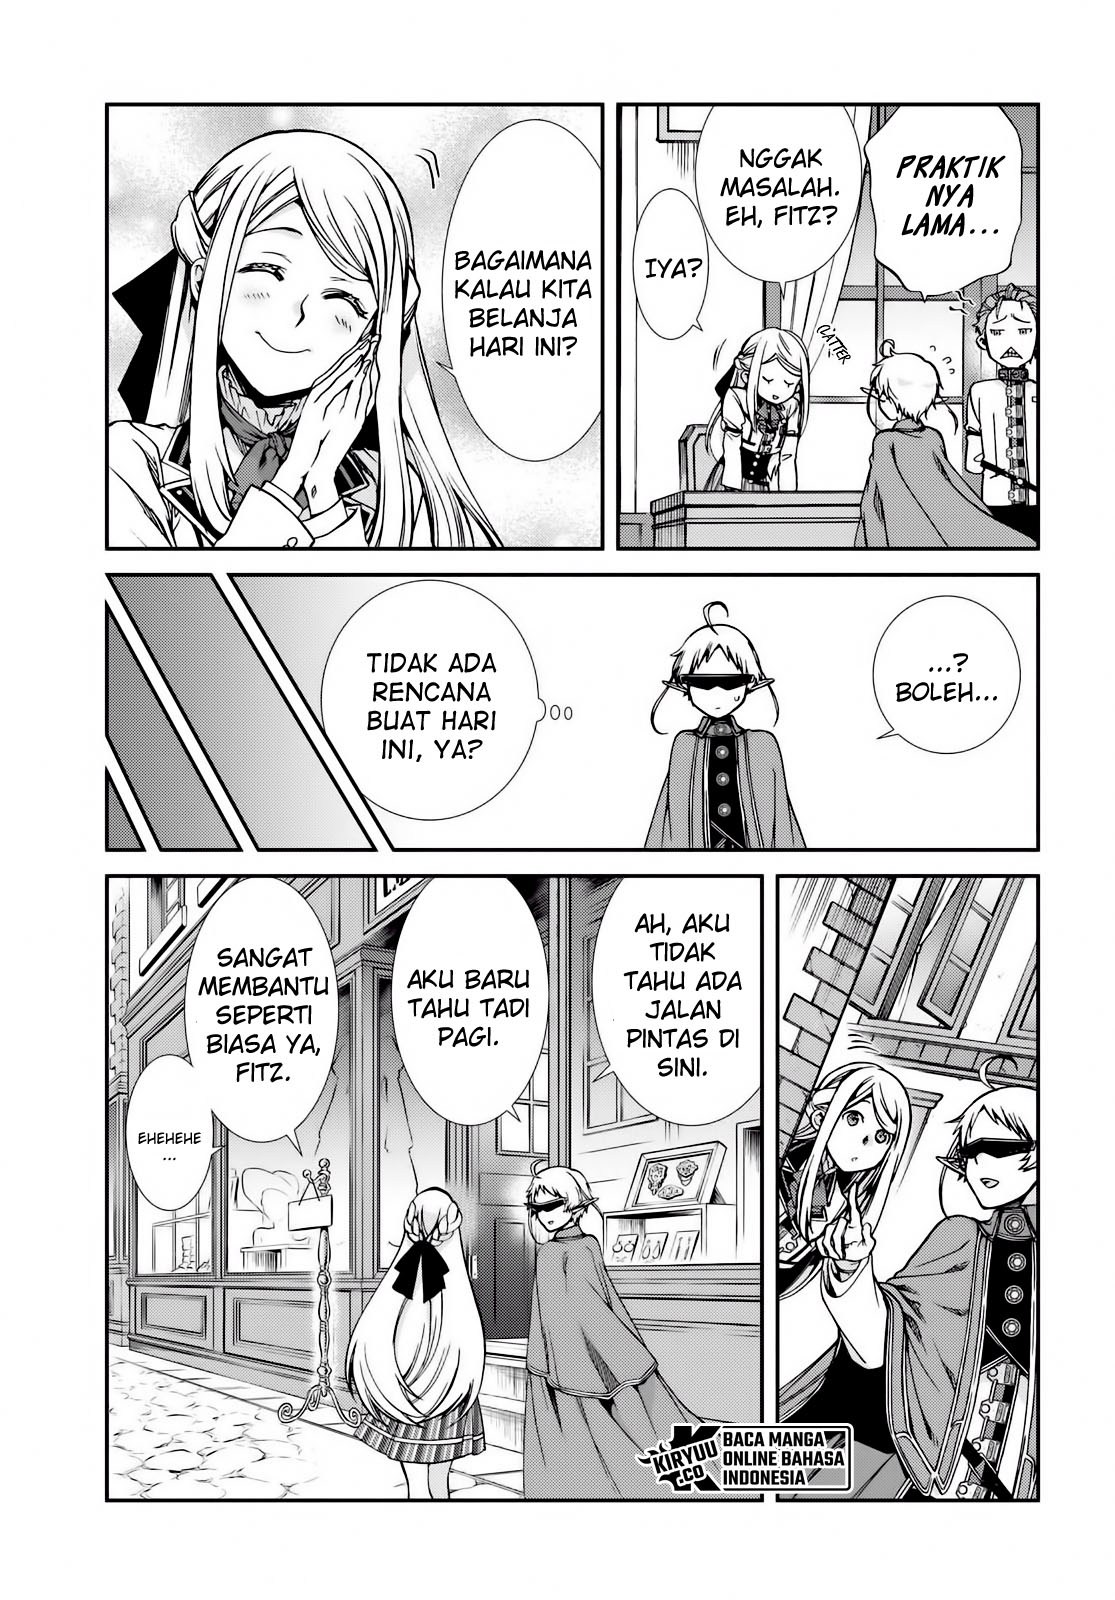 PRAKTIK
NYA
LAMA...
NGGAK
MASALAH.
EH, FITZ?
IYA?
CLATTER
BAGAIMANA
KALAU KITA
BELANJA
HARI INI?
...?
BOLEH...
TIDAK ADA
RENCANA
BUAT HARI
INI, YA?
AH, AKU
TIDAK
TAHU ADA
JALAN
PINTAS DI
SINI.
AKU BARU
TAHU TADI
PAGI.
SANGAT
MEMBANTU
SEPERTI
BIASA YA,
FITZ.
EHEHEHE
...
KIRYUU
.CO
BACA MANGA
ONLINE BAHASA
INDONESIA